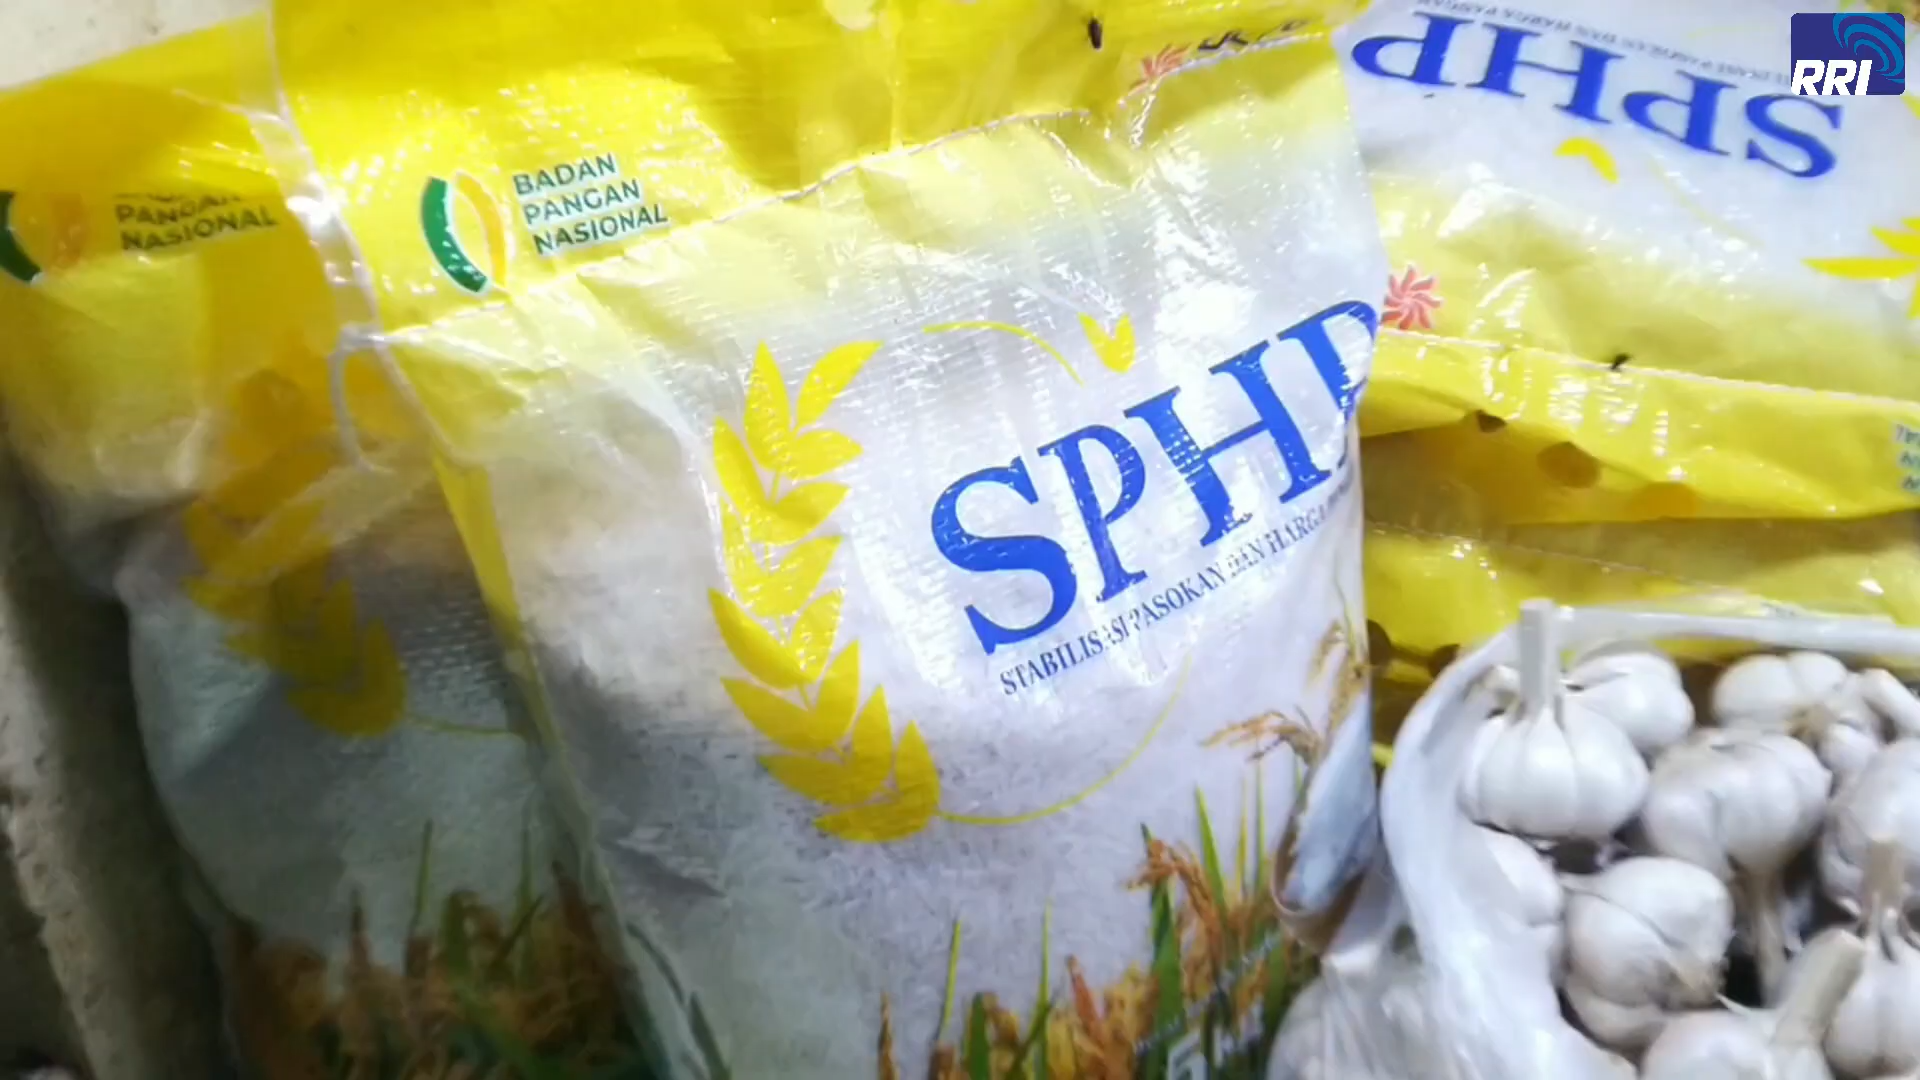 RRI
SPHP
BADAN
PANGAN
NASIONAL
PANGAN
NASIONAL
SPHP
STABILISASI PASOKAN DAN HARGA